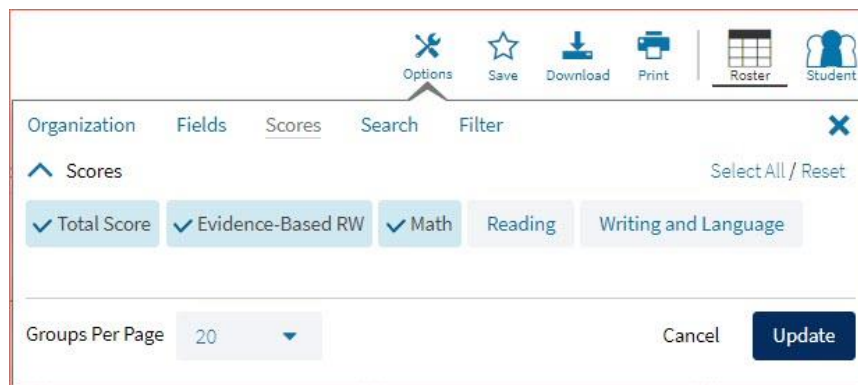 Options Save Download Print Roster Student
Organization Fields Scores Search Filter
Scores Select All / Reset
Total Score Evidence-Based RW Math Reading Writing and Language
Groups Per Page 20 Cancel Update